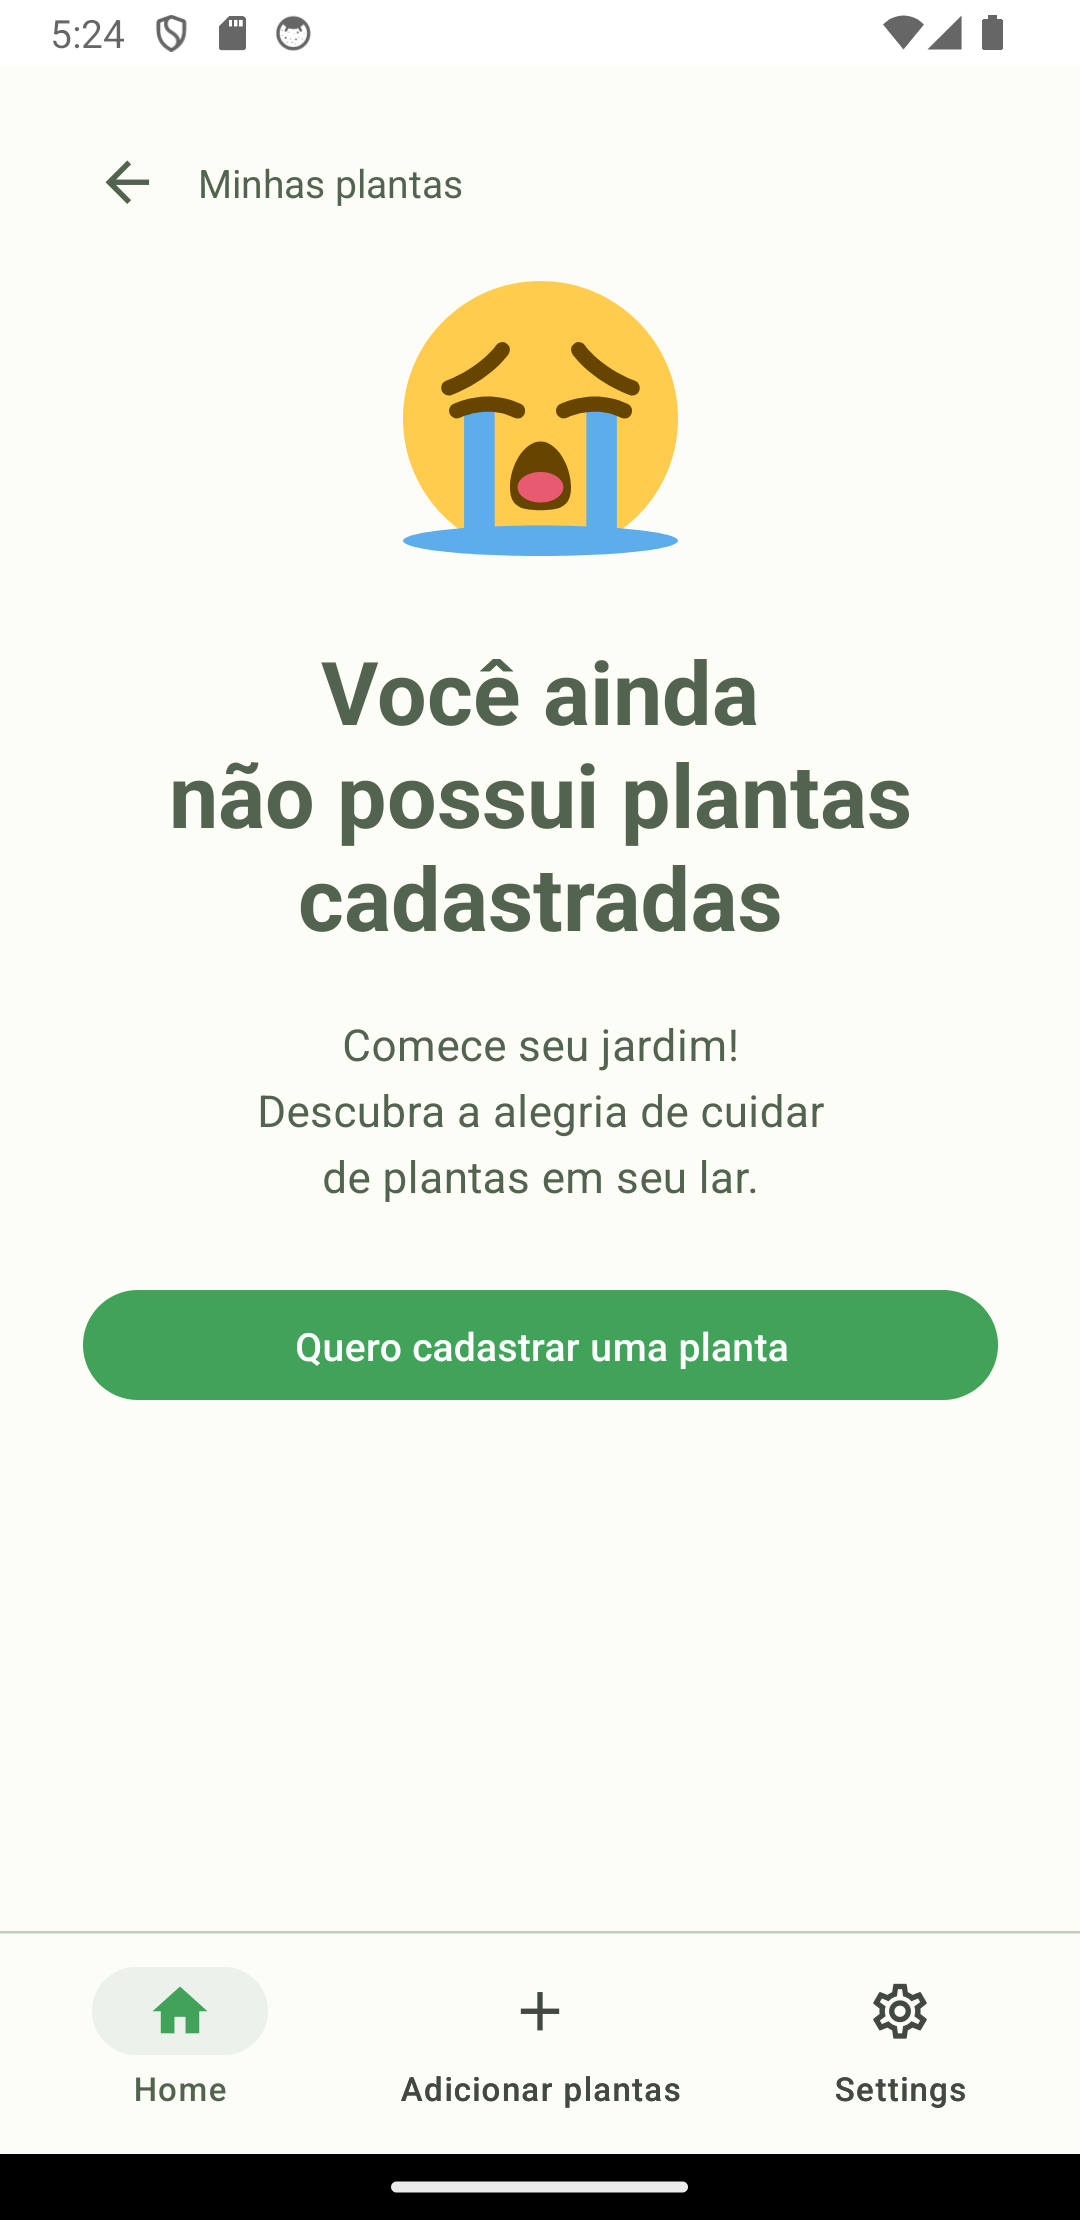 5:24
Minhas plantas
Você ainda
não possui plantas
cadastradas
Comece seu jardim!
Descubra a alegria de cuidar
de plantas em seu lar.
Quero cadastrar uma planta
Home
Adicionar plantas
Settings